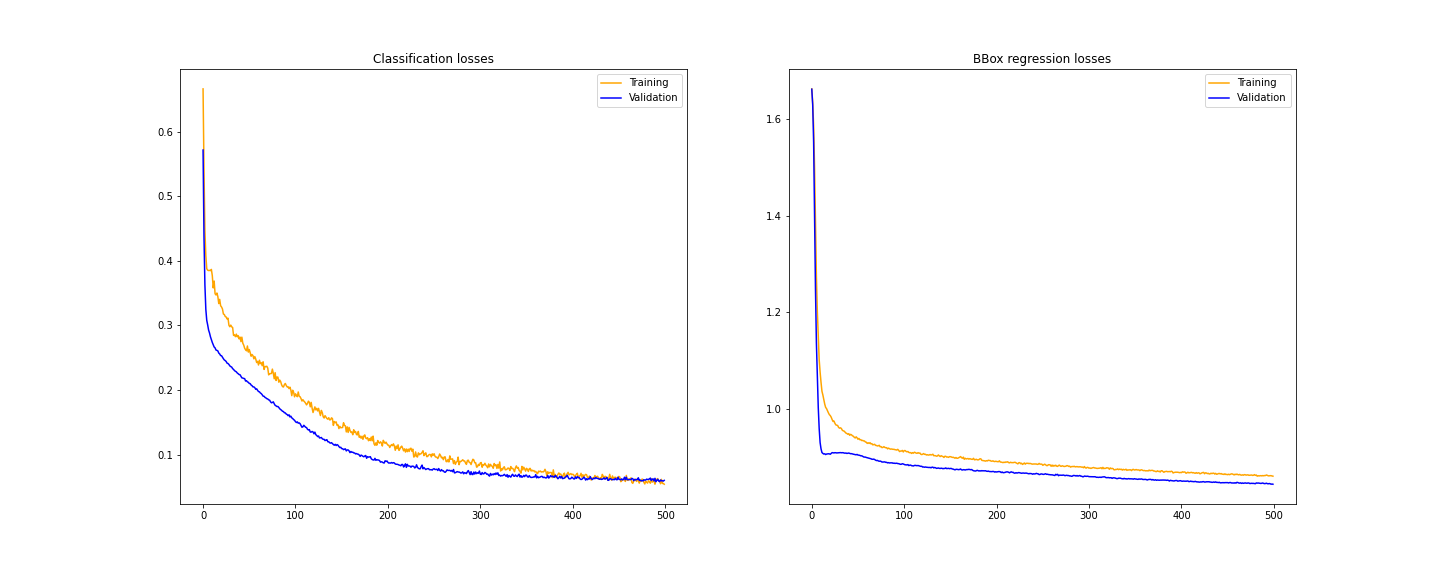 Classification losses
Training
Validation
0.6
0.5
0.4
0.3
0.2
0.1
0 100 200 300 400 500
BBox regression losses
Training
Validation
1.6
1.4
1.2
1.0
0 100 200 300 400 500